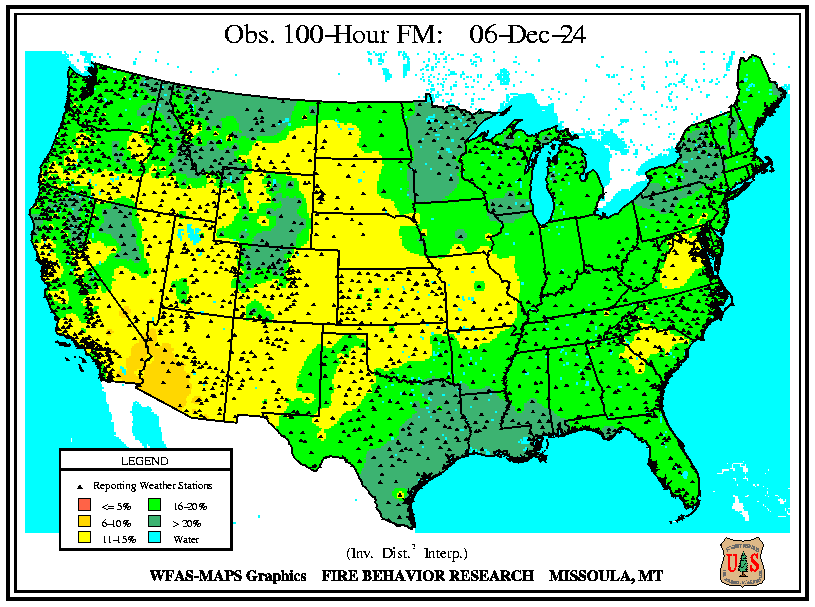 Obs. 100-Hour FM: 06-Dec-24
LEGEND
Reporting Weather Stations
<= 5% 16-20%
6-10% > 20%
11-15% Water
(Inv. Dist.² Interp.)
WFAS-MAPS Graphics FIRE BEHAVIOR RESEARCH MISSOULA, MT
U S